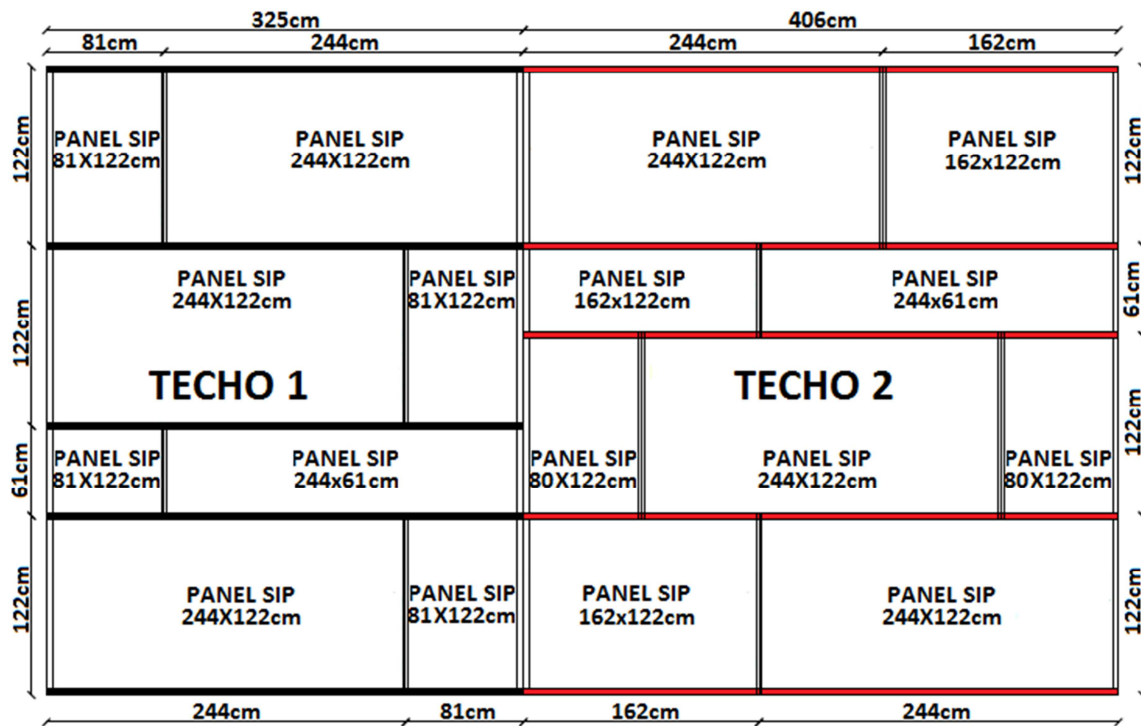 325cm
406cm
81cm
244cm
244cm
162cm
122cm
PANEL SIP
81X122cm
PANEL SIP
244X122cm
PANEL SIP
244X122cm
PANEL SIP
162x122cm
122cm
122cm
PANEL SIP
244X122cm
PANEL SIP
81X122cm
PANEL SIP
162x122cm
PANEL SIP
244x61cm
61cm
TECHO 1
TECHO 2
122cm
61cm
PANEL SIP
81X122cm
PANEL SIP
244x61cm
PANEL SIP
80X122cm
PANEL SIP
244X122cm
PANEL SIP
80X122cm
122cm
PANEL SIP
244X122cm
PANEL SIP
81X122cm
PANEL SIP
162x122cm
PANEL SIP
244X122cm
122cm
244cm
81cm
162cm
244cm